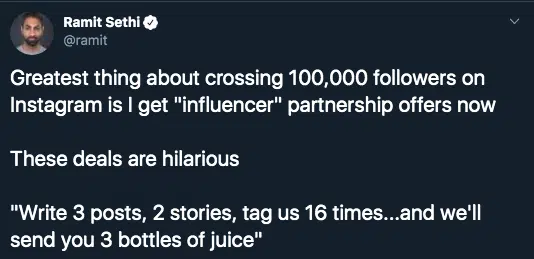 Ramit Sethi
@ramit
Greatest thing about crossing 100,000 followers on
Instagram is I get "influencer" partnership offers now
These deals are hilarious
"Write 3 posts, 2 stories, tag us 16 times...and we'll
send you 3 bottles of juice"